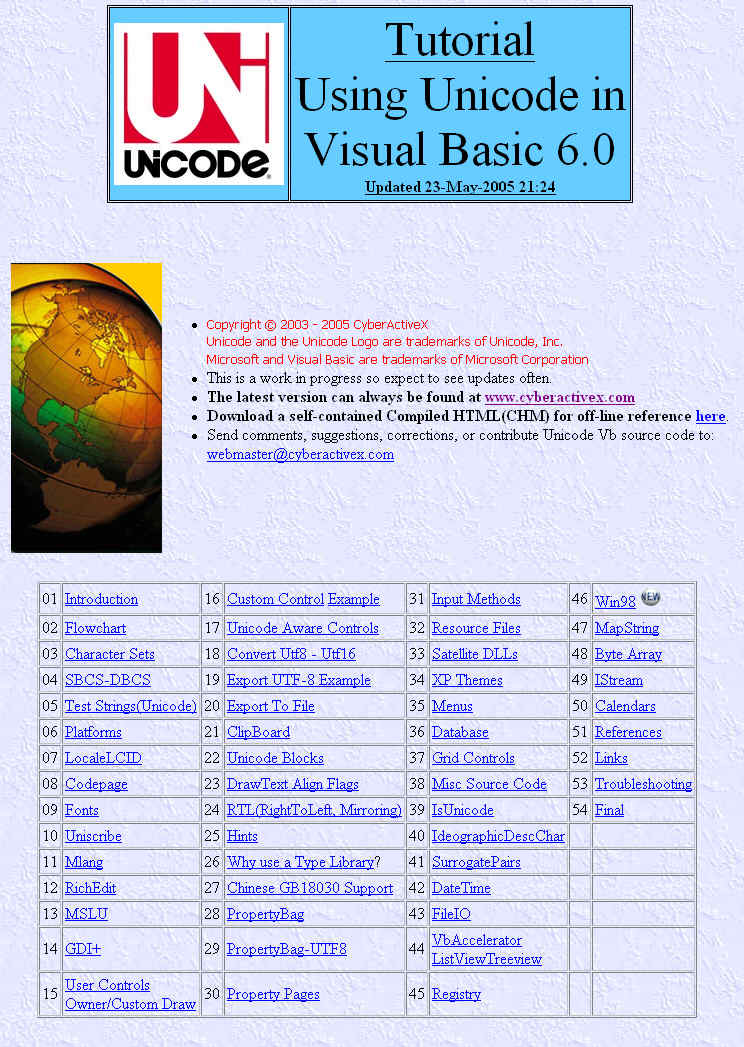 UNiCODE®
Tutorial
Using Unicode in
Visual Basic 6.0
Updated 23-May-2005 21:24
Copyright © 2003 - 2005 CyberActiveX
Unicode and the Unicode Logo are trademarks of Unicode, Inc.
Microsoft and Visual Basic are trademarks of Microsoft Corporation
This is a work in progress so expect to see updates often.
The latest version can always be found at www.cyberactivex.com
Download a self-contained Compiled HTML(CHM) for off-line reference here.
Send comments, suggestions, corrections, or contribute Unicode Vb source code to:
webmaster@cyberactivex.com
01 Introduction 16 Custom Control Example 31 Input Methods 46 Win98 NEW
02 Flowchart 17 Unicode Aware Controls 32 Resource Files 47 MapString
03 Character Sets 18 Convert Utf8 - Utf16 33 Satellite DLLs 48 Byte Array
04 SBCS-DBCS 19 Export UTF-8 Example 34 XP Themes 49 IStream
05 Test Strings(Unicode) 20 Export To File 35 Menus 50 Calendars
06 Platforms 21 ClipBoard 36 Database 51 References
07 LocaleLCID 22 Unicode Blocks 37 Grid Controls 52 Links
08 Codepage 23 DrawText Align Flags 38 Misc Source Code 53 Troubleshooting
09 Fonts 24 RTL(RightToLeft, Mirroring) 39 IsUnicode 54 Final
10 Uniscribe 25 Hints 40 IdeographicDescChar
11 Mlang 26 Why use a Type Library? 41 SurrogatePairs
12 RichEdit 27 Chinese GB18030 Support 42 DateTime
13 MSLU 28 PropertyBag 43 FileIO
14 GDI+ 29 PropertyBag-UTF8 44 VbAccelerator
ListViewTreeview
15 User Controls
Owner/Custom Draw 30 Property Pages 45 Registry